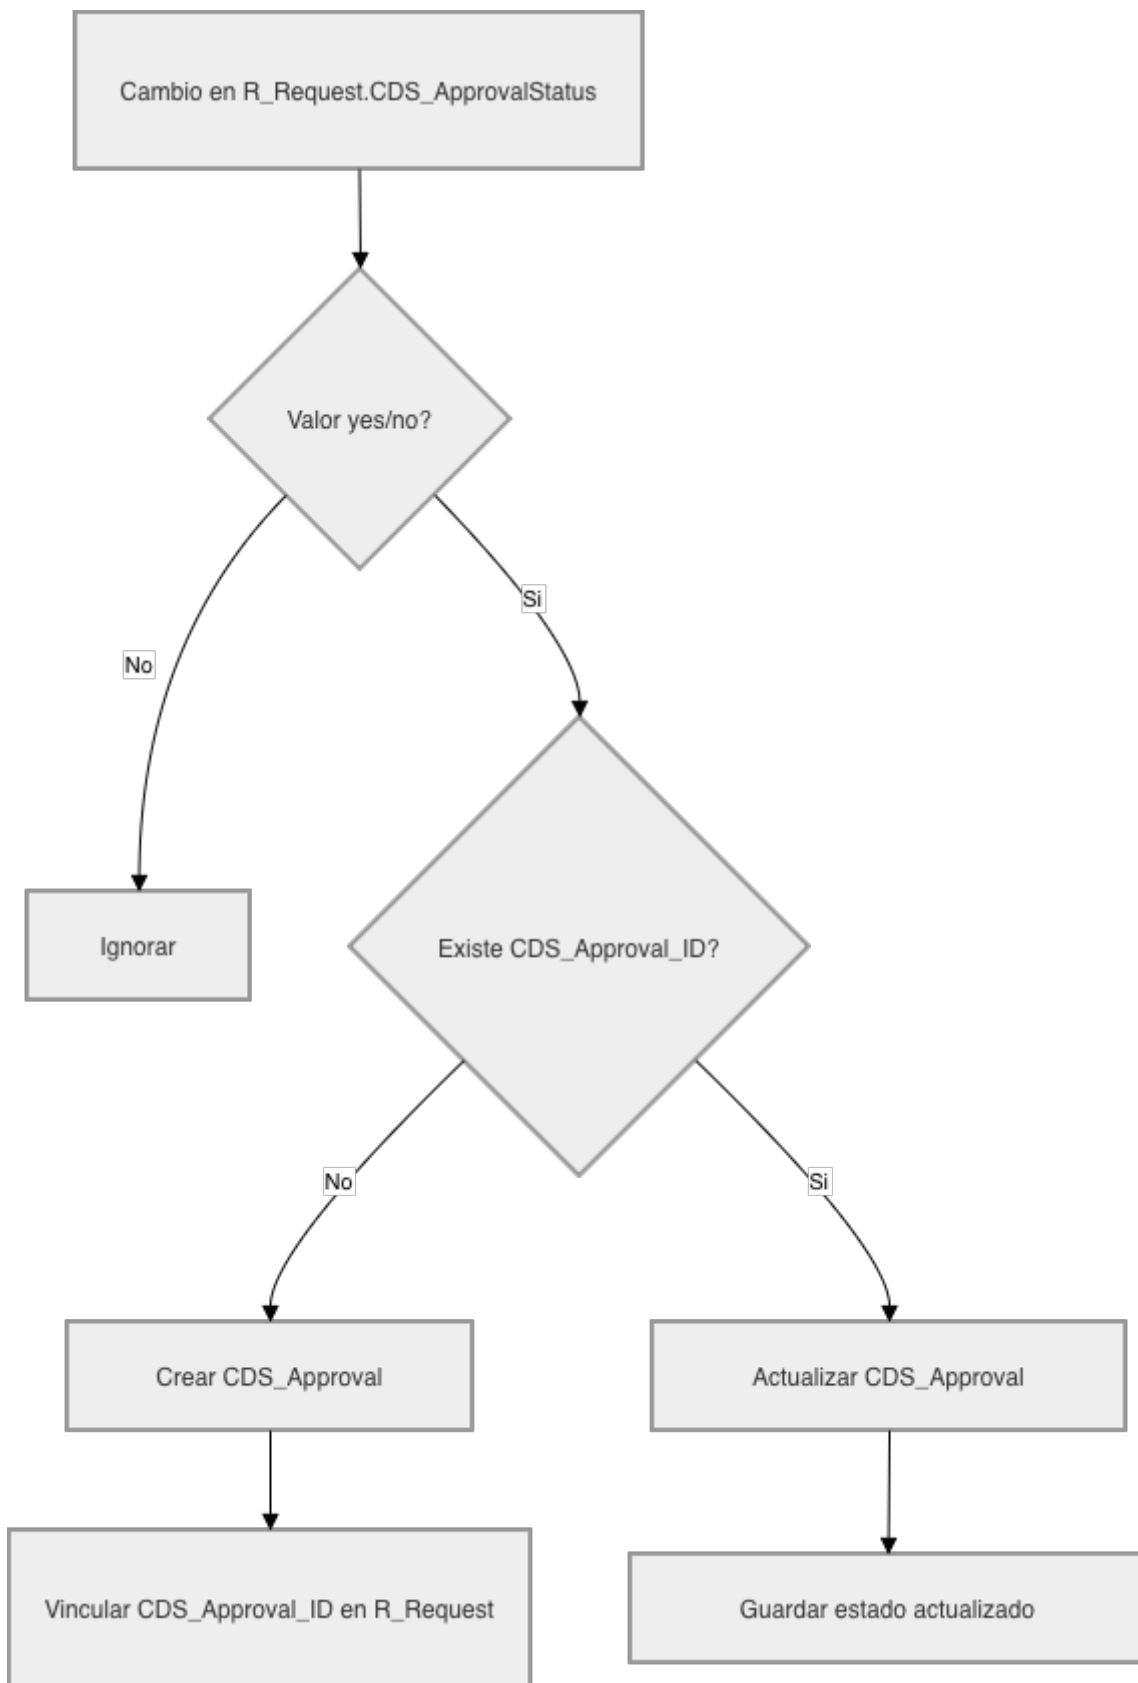 Cambio en R_Request.CDS_ApprovalStatus
Valor yes/no?
Si
No
Ignorar
Existe CDS_Approval_ID?
No
Si
Crear CDS_Approval
Actualizar CDS_Approval
Vincular CDS_Approval_ID en R_Request
Guardar estado actualizado